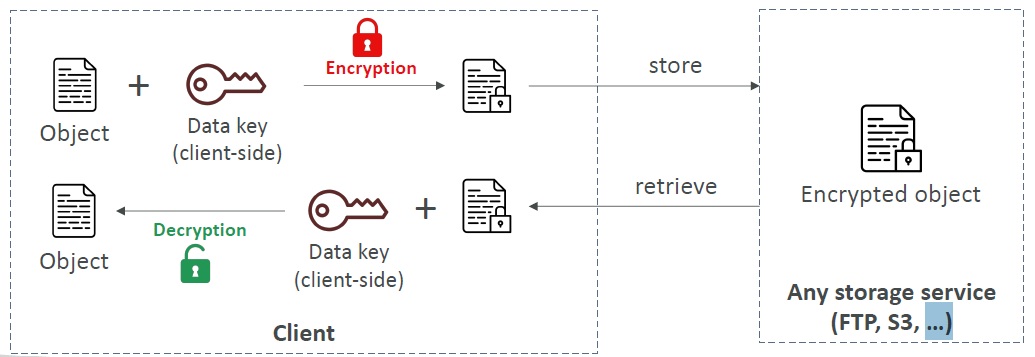 Encryption
store
Object
+
Data key
(client-side)
Encrypted object
retrieve
+
Decryption
Object
Data key
(client-side)
Any storage service
(FTP, S3, ...)
Client